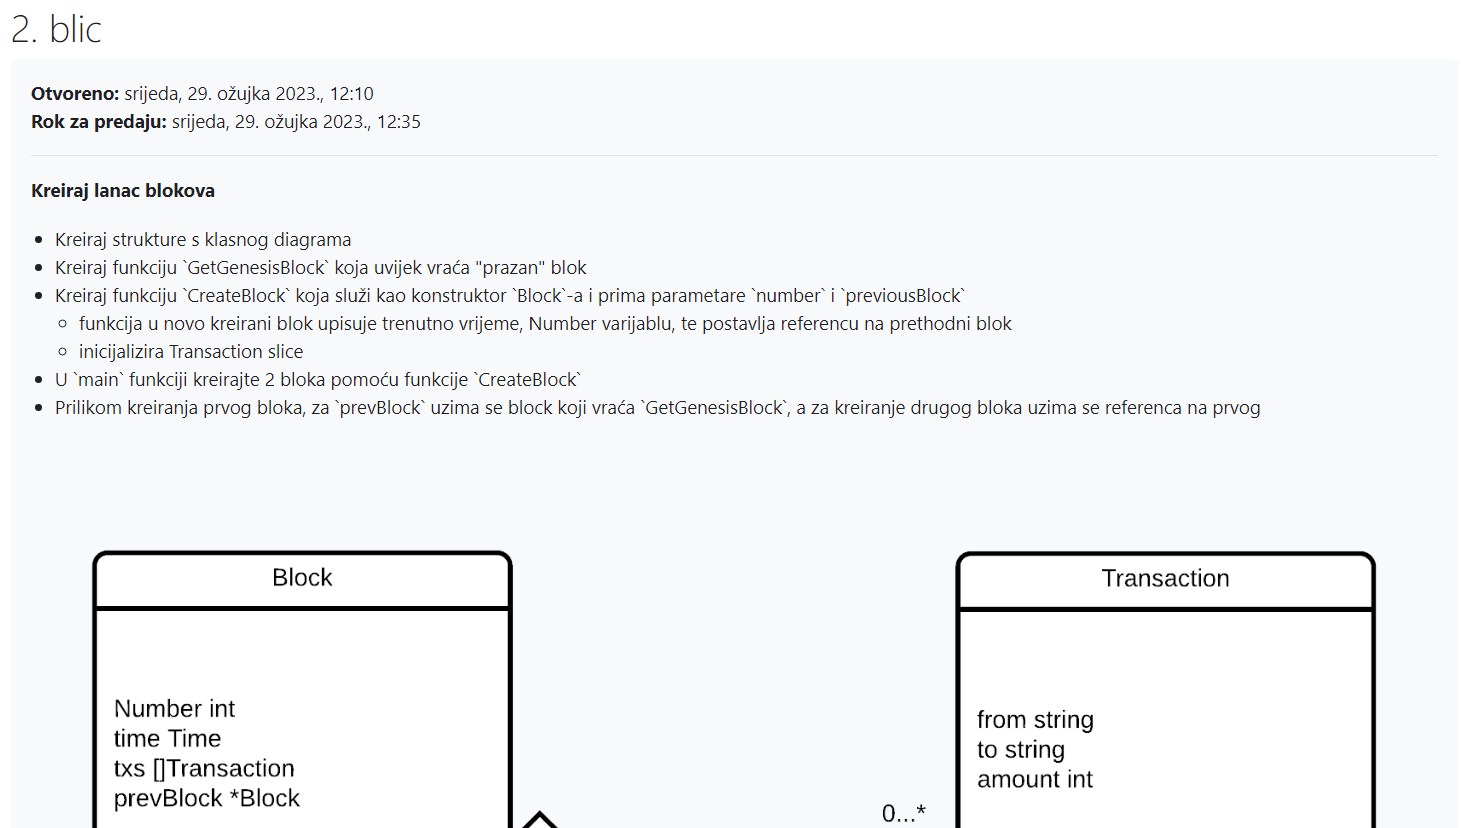 2. blic
Otvoreno: srijeda, 29. ožujka 2023., 12:10
Rok za predaju: srijeda, 29. ožujka 2023., 12:35
Kreiraj lanac blokova
Kreiraj strukture s klasnog diagrama
Kreiraj funkciju `GetGenesisBlock` koja uvijek vraća "prazan" blok
Kreiraj funkciju `CreateBlock` koja služi kao konstruktor `Block`-a i prima parametare `number` i `previousBlock`
funkcija u novo kreirani blok upisuje trenutno vrijeme, Number varijablu, te postavlja referencu na prethodni blok
inicijalizira Transaction slice
U `main` funkciji kreirajte 2 bloka pomoću funkcije `CreateBlock`
Prilikom kreiranja prvog bloka, za `prevBlock` uzima se block koji vraća `GetGenesisBlock`, a za kreiranje drugog bloka uzima se referenca na prvog
Block
Number int
time Time
txs []Transaction
prevBlock *Block
0...*
Transaction
from string
to string
amount int